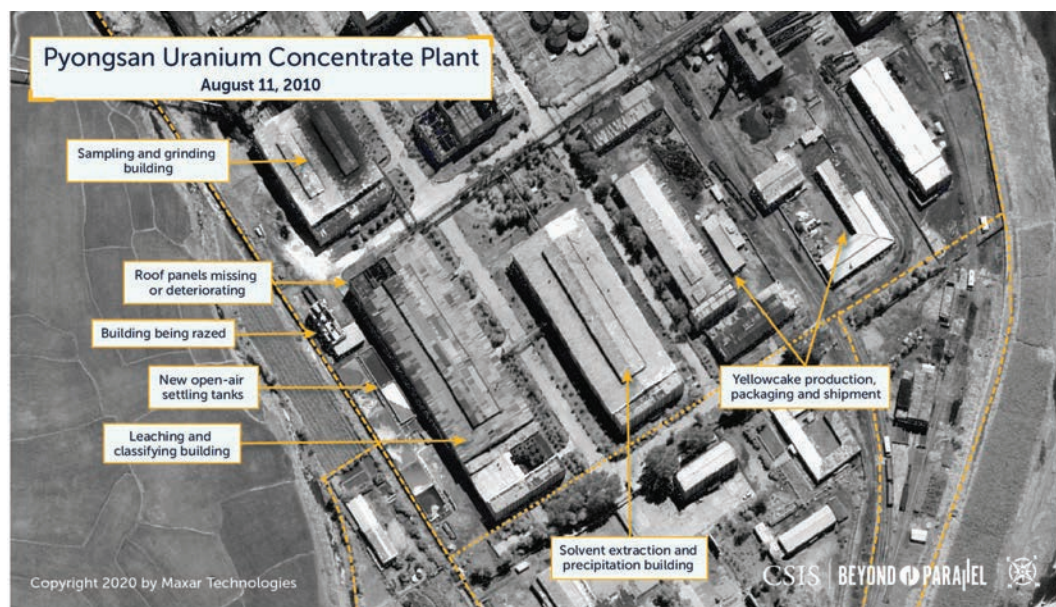 Pyongsan Uranium Concentrate Plant
August 11, 2010
Sampling and grinding
building
Roof panels missing
or deteriorating
Building being razed
New open-air
settling tanks
Leaching and
classifying building
Yellowcake production,
packaging and shipment
Solvent extraction and
precipitation building
Copyright 2020 by Maxar Technologies
CSIS | BEYOND PARALLEL